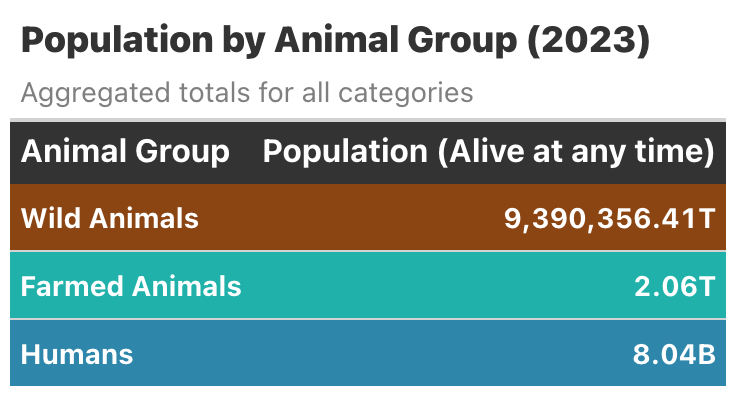 Population by Animal Group (2023)
Aggregated totals for all categories
Animal Group Population (Alive at any time)
Wild Animals 9,390,356.41T
Farmed Animals 2.06T
Humans 8.04B